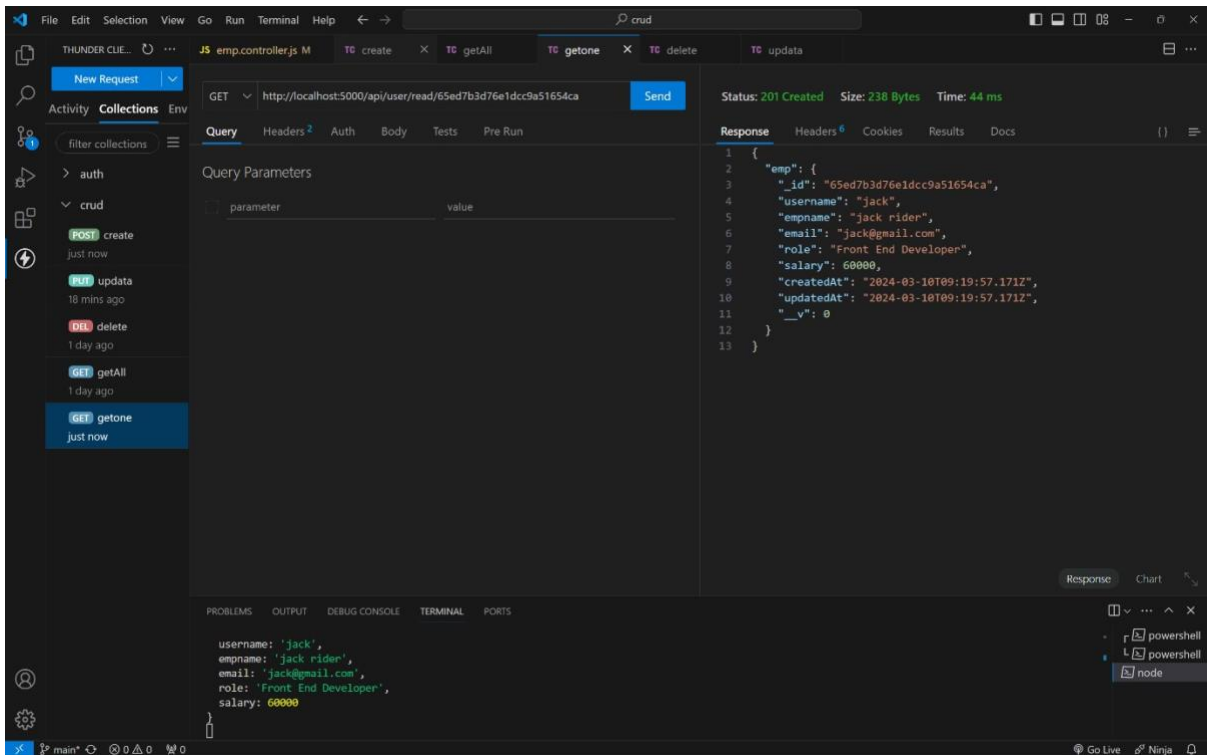 File Edit Selection View Go Run Terminal Help ← → crud
THUNDER CLIE... ···
New Request
Activity Collections Env
filter collections
> auth
crud
POST create
just now
PUT updata
18 mins ago
DEL delete
1 day ago
GET getAll
1 day ago
GET getone
just now
JS emp.controller.js M TC create × TC getAll TC getone × TC delete TC updata
GET http://localhost:5000/api/user/read/65ed7b3d76e1dcc9a51654ca Send
Query Headers 2 Auth Body Tests Pre Run
Query Parameters
parameter value
Status: 201 Created Size: 238 Bytes Time: 44 ms
Response Headers 6 Cookies Results Docs {}
1 {
2 "emp": {
3 "_id": "65ed7b3d76e1dcc9a51654ca",
4 "username": "jack",
5 "empname": "jack rider",
6 "email": "jack@gmail.com",
7 "role": "Front End Developer",
8 "salary": 60000,
9 "createdAt": "2024-03-10T09:19:57.171Z",
10 "updatedAt": "2024-03-10T09:19:57.171Z",
11 "__v": 0
12 }
13 }
Response Chart
PROBLEMS OUTPUT DEBUG CONSOLE TERMINAL PORTS
username: 'jack',
empname: 'jack rider',
email: 'jack@gmail.com',
role: 'Front End Developer',
salary: 60000
}
powershell
powershell
node
main* 0 0 0 Go Live Ninja